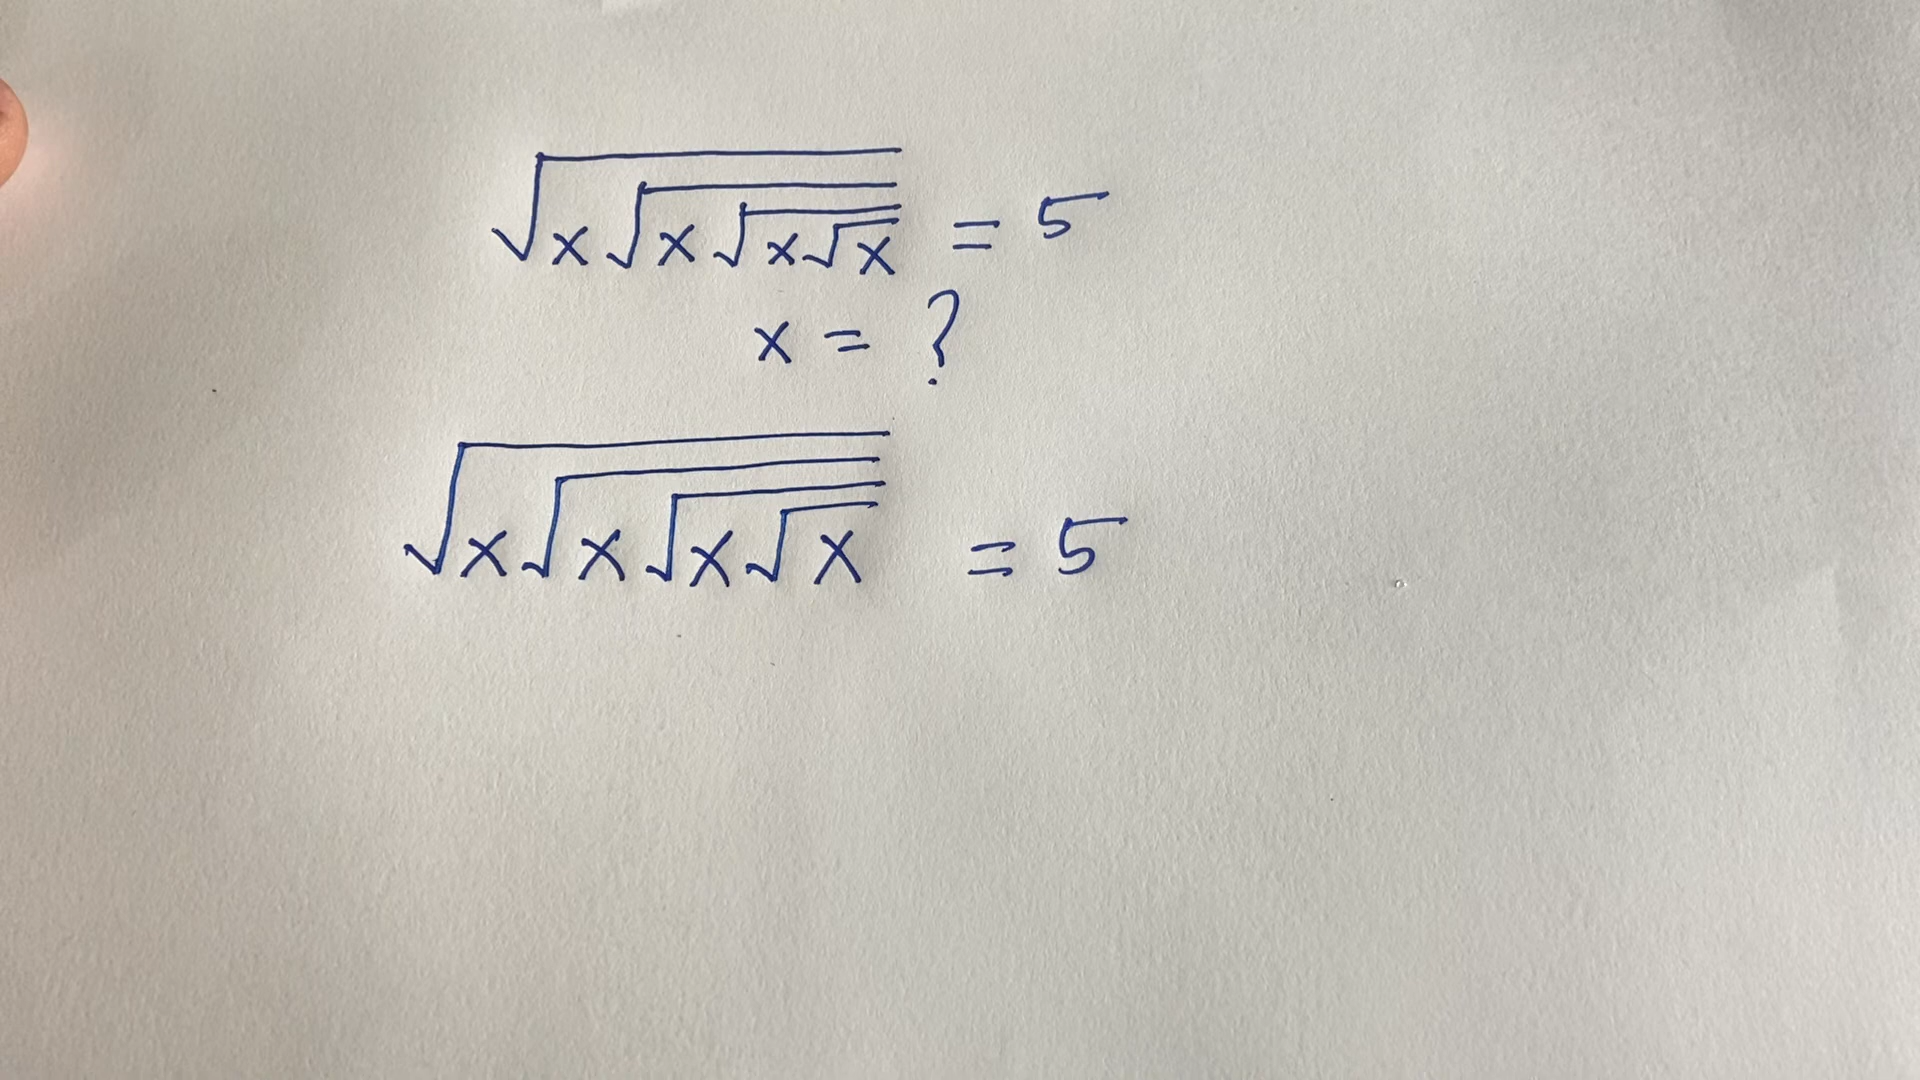 √(x√(x√(x√x))) = 5
x = ?
√(x√(x√(x√x))) = 5